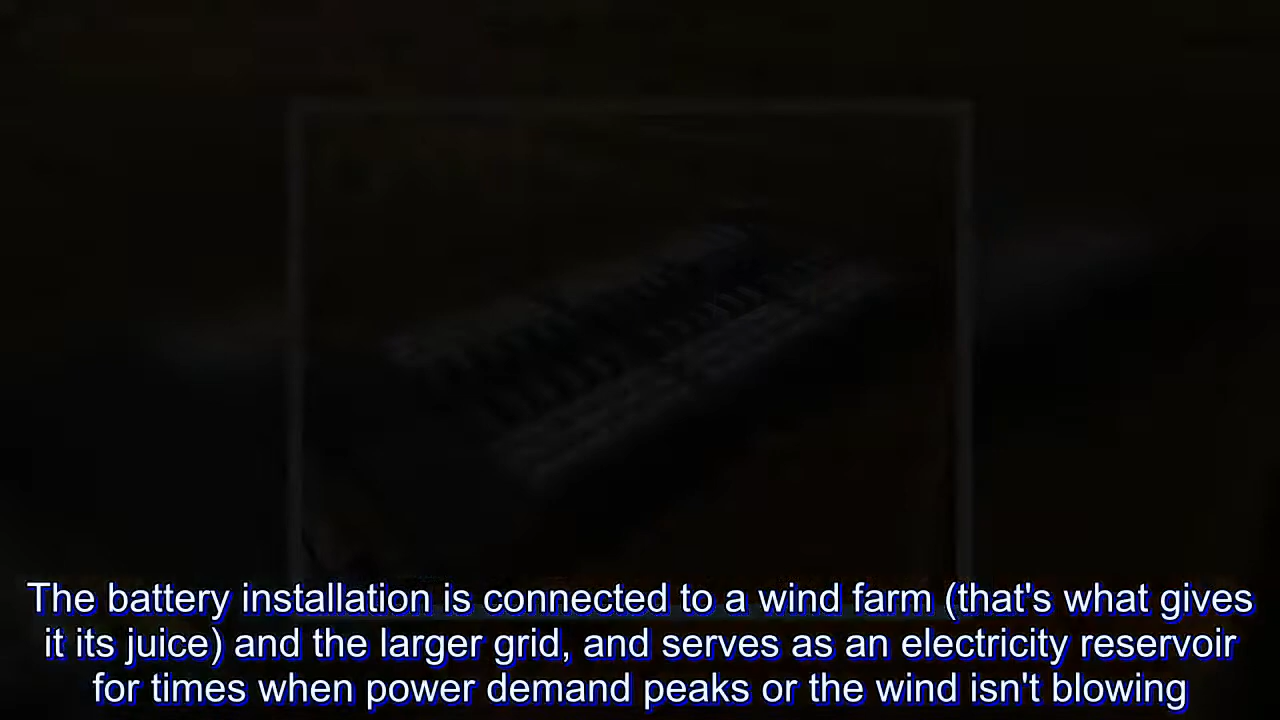 The battery installation is connected to a wind farm (that's what gives
it its juice) and the larger grid, and serves as an electricity reservoir
for times when power demand peaks or the wind isn't blowing